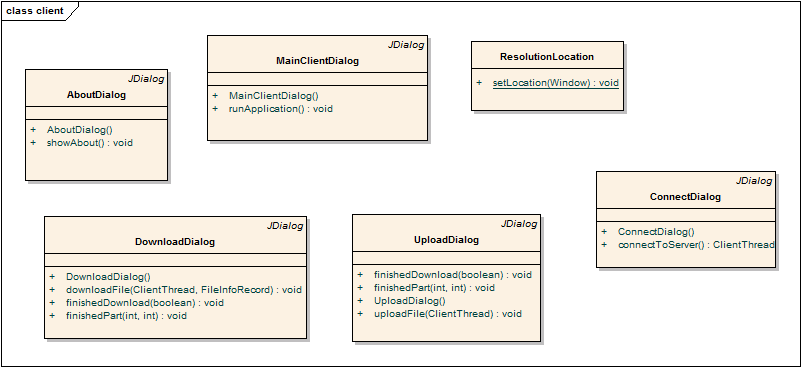 class client
JDialog
AboutDialog
+ AboutDialog()
+ showAbout() : void
JDialog
MainClientDialog
+ MainClientDialog()
+ runApplication() : void
ResolutionLocation
+ setLocation(Window) : void
JDialog
ConnectDialog
+ ConnectDialog()
+ connectToServer() : ClientThread
JDialog
DownloadDialog
+ DownloadDialog()
+ downloadFile(ClientThread, FileInfoRecord) : void
+ finishedDownload(boolean) : void
+ finishedPart(int, int) : void
JDialog
UploadDialog
+ finishedDownload(boolean) : void
+ finishedPart(int, int) : void
+ UploadDialog()
+ uploadFile(ClientThread) : void